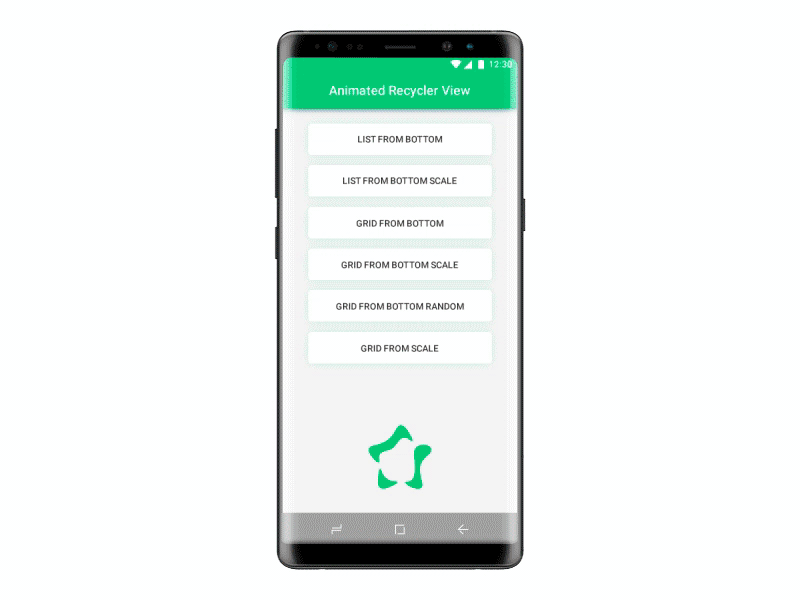 12:30
Animated Recycler View
LIST FROM BOTTOM
LIST FROM BOTTOM SCALE
GRID FROM BOTTOM
GRID FROM BOTTOM SCALE
GRID FROM BOTTOM RANDOM
GRID FROM SCALE